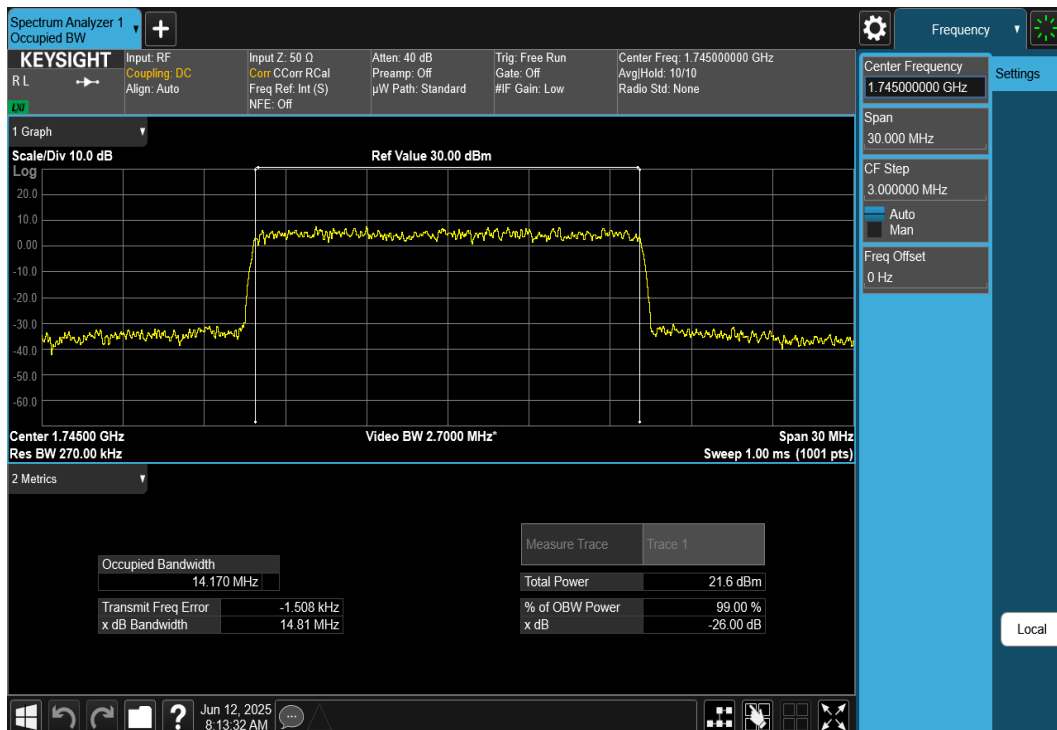 Spectrum Analyzer 1
Occupied BW
Frequency
KEYSIGHT
R L
LXI
Input: RF
Coupling: DC
Align: Auto
Input Z: 50 Ω
Corr CCorr RCal
Freq Ref: Int (S)
NFE: Off
Atten: 40 dB
Preamp: Off
µW Path: Standard
Trig: Free Run
Gate: Off
#IF Gain: Low
Center Freq: 1.745000000 GHz
Avg|Hold: 10/10
Radio Std: None
Center Frequency
1.745000000 GHz
Settings
Span
30.000 MHz
CF Step
3.000000 MHz
Auto
Man
Freq Offset
0 Hz
Local
1 Graph
Scale/Div 10.0 dB
Ref Value 30.00 dBm
Log
20.0
10.0
0.00
-10.0
-20.0
-30.0
-40.0
-50.0
-60.0
Center 1.74500 GHz
Video BW 2.7000 MHz*
Span 30 MHz
Res BW 270.00 kHz
Sweep 1.00 ms (1001 pts)
2 Metrics
Measure Trace Trace 1
Occupied Bandwidth
14.170 MHz
Total Power 21.6 dBm
Transmit Freq Error -1.508 kHz
% of OBW Power 99.00 %
x dB Bandwidth 14.81 MHz
x dB -26.00 dB
?
Jun 12, 2025
8:13:32 AM